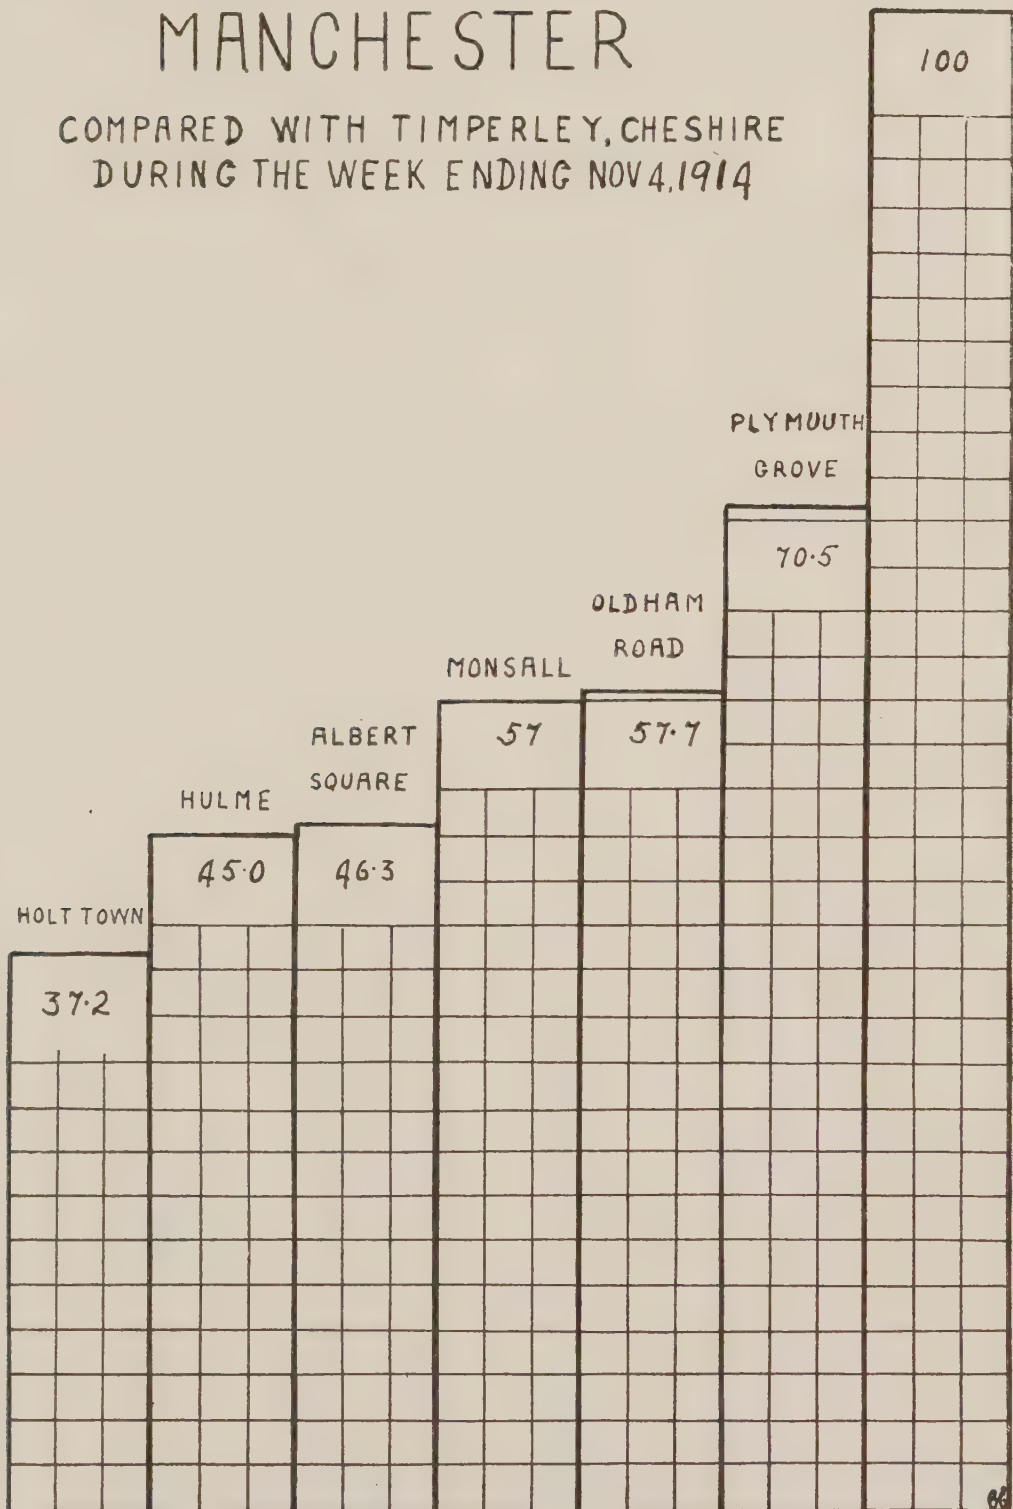 MANCHESTER
COMPARED WITH TIMPERLEY, CHESHIRE
DURING THE WEEK ENDING NOV 4, 1914
100
PLYMOUTH
GROVE
70.5
OLDHAM
ROAD
57.7
MONSALL
57
ALBERT
SQUARE
46.3
HULME
45.0
HOLT TOWN
37.2